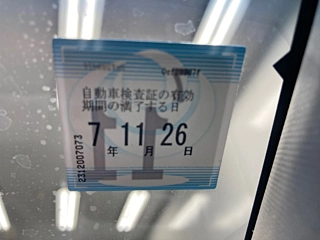 自動車検査証の有効
期間の満了する日
7 11 26
年 月 日
2312007073